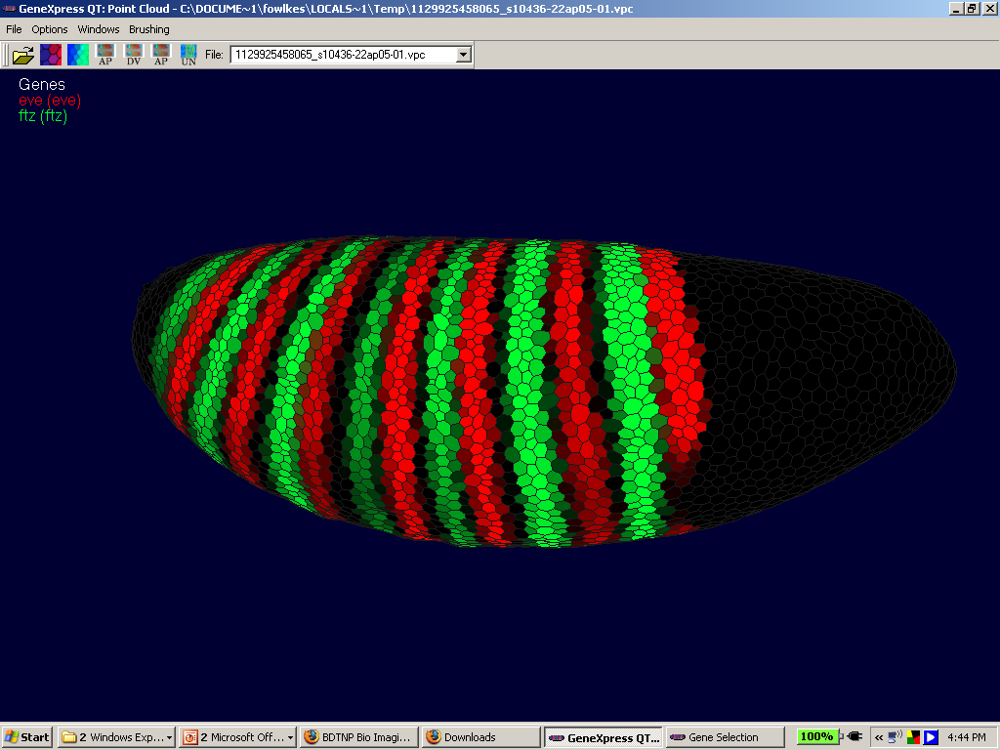 GeneXpress QT: Point Cloud - C:\DOCUME~1\fowlkes\LOCALS~1\Temp\1129925458065_s10436-22ap05-01.vpc
File Options Windows Brushing
AP DV AP UN File: 1129925458065_s10436-22ap05-01.vpc
Genes
eve (eve)
ftz (ftz)
Start 2 Windows Exp... 2 Microsoft Off... BDTNP Bio Imagi... Downloads GeneXpress QT... Gene Selection 100% « 4:44 PM